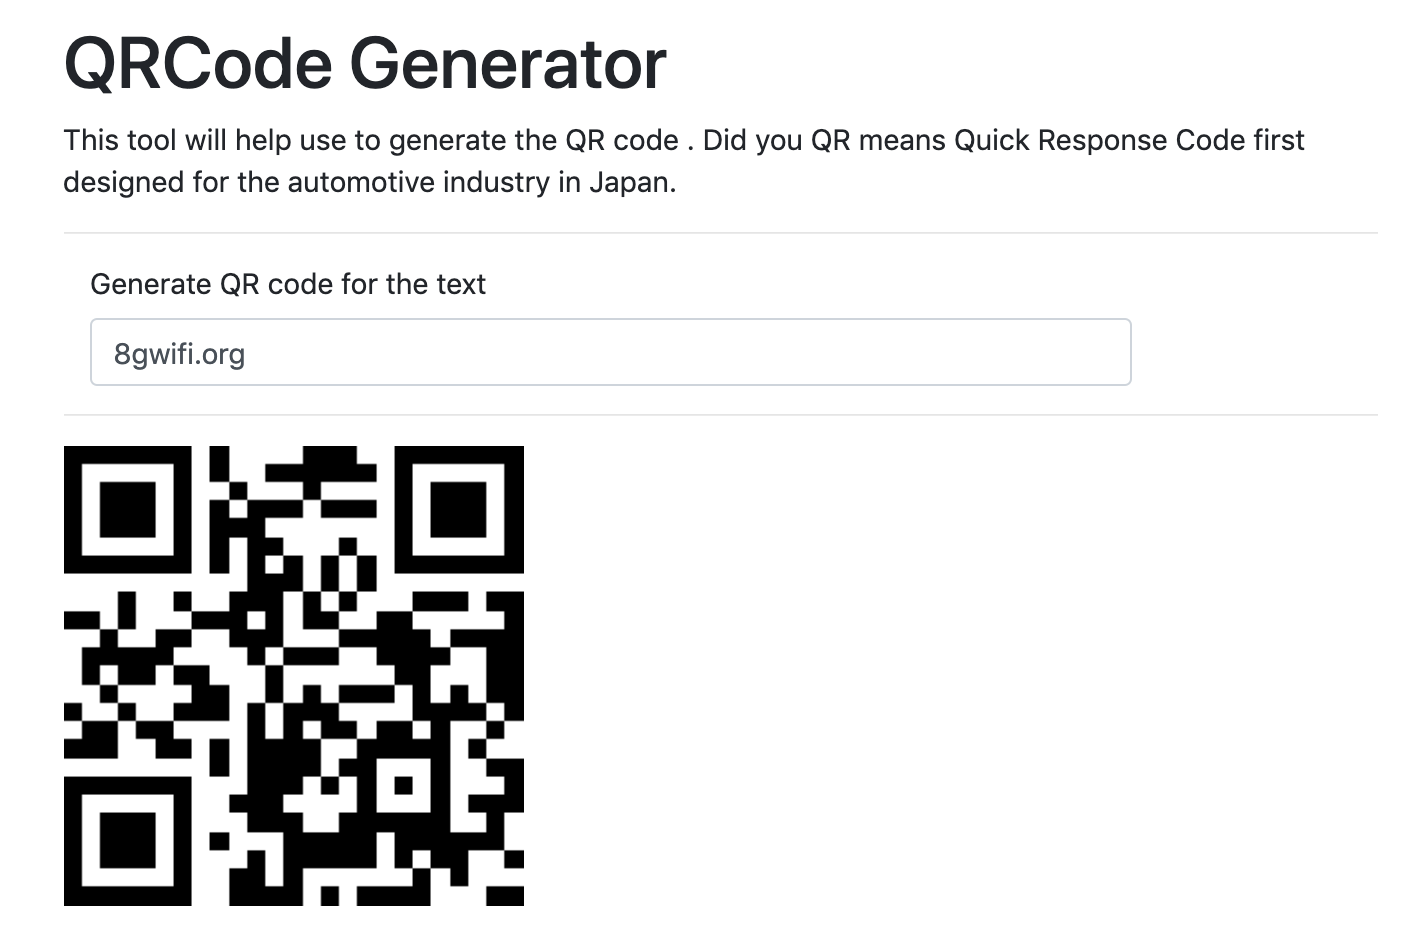 QRCode Generator
This tool will help use to generate the QR code . Did you QR means Quick Response Code first
designed for the automotive industry in Japan.
Generate QR code for the text
8gwifi.org